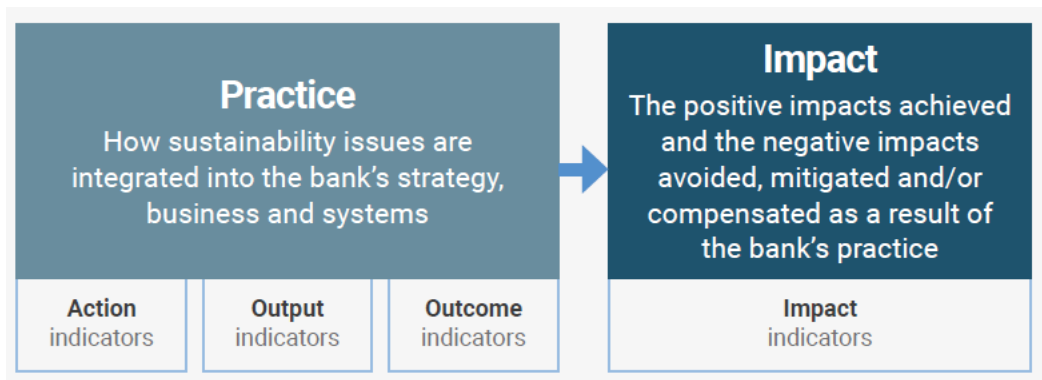 Practice
How sustainability issues are
integrated into the bank’s strategy,
business and systems
Impact
The positive impacts achieved
and the negative impacts
avoided, mitigated and/or
compensated as a result of
the bank’s practice
Action
indicators
Output
indicators
Outcome
indicators
Impact
indicators